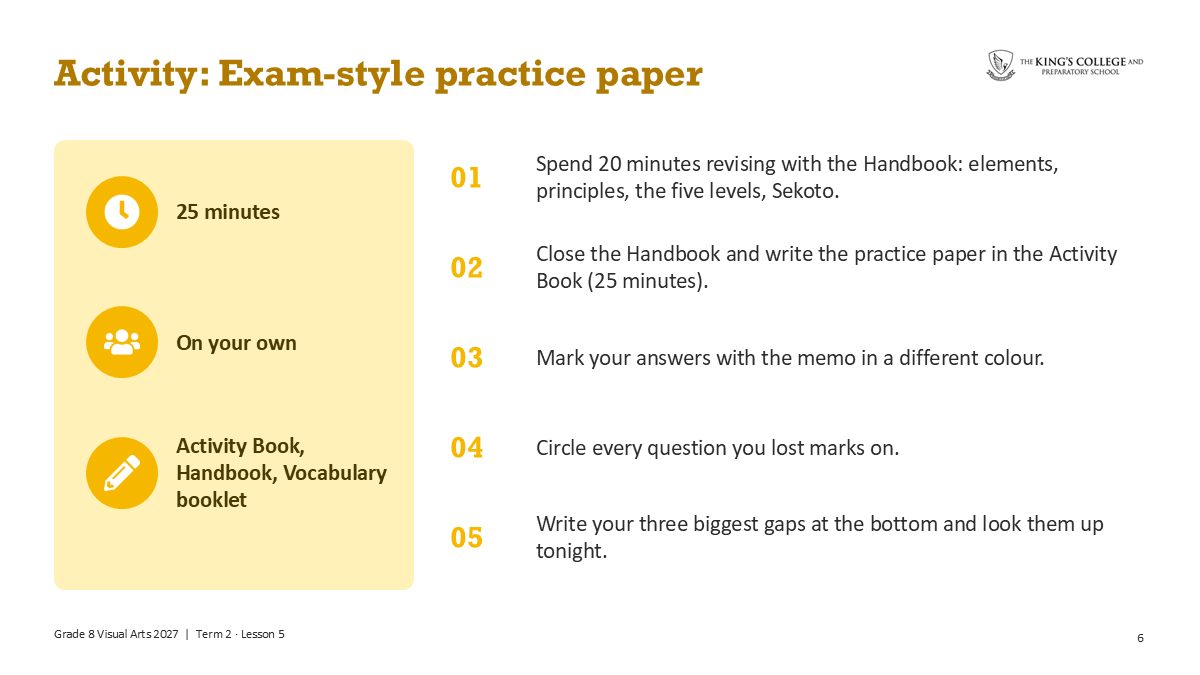 Activity: Exam-style practice paper
THE KING'S COLLEGE AND
PREPARATORY SCHOOL
25 minutes
On your own
Activity Book,
Handbook, Vocabulary
booklet
01
Spend 20 minutes revising with the Handbook: elements,
principles, the five levels, Sekoto.
02
Close the Handbook and write the practice paper in the Activity
Book (25 minutes).
03
Mark your answers with the memo in a different colour.
04
Circle every question you lost marks on.
05
Write your three biggest gaps at the bottom and look them up
tonight.
Grade 8 Visual Arts 2027 | Term 2 · Lesson 5
6